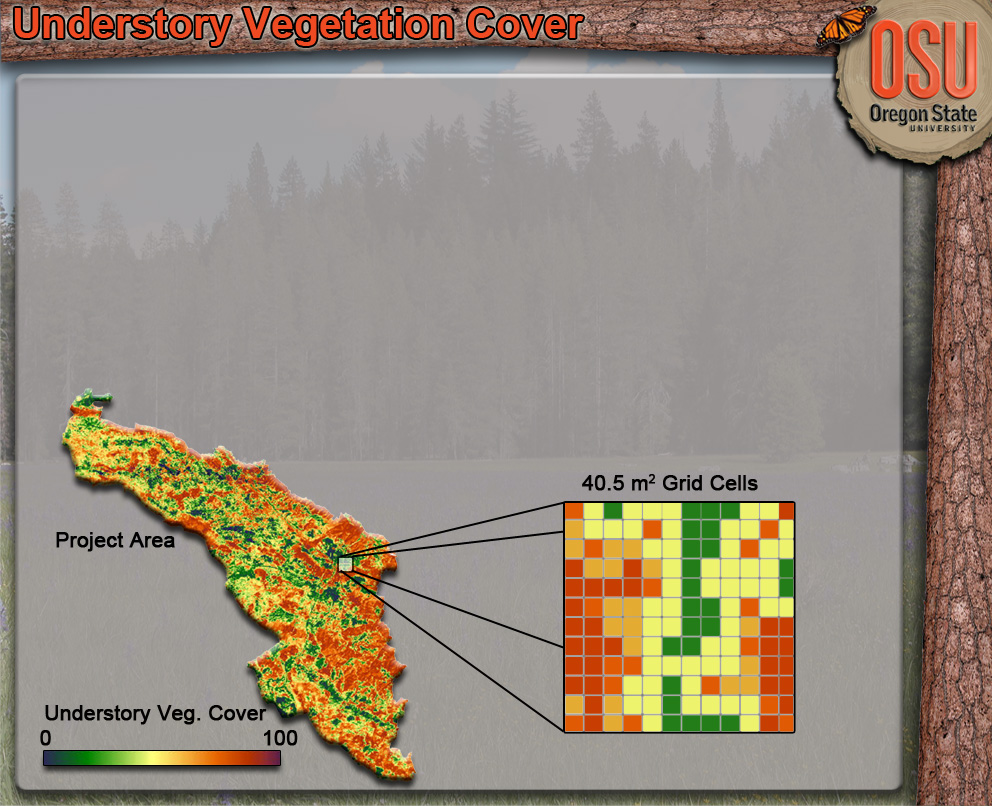 Understory Vegetation Cover
OSU
Oregon State
UNIVERSITY
40.5 m² Grid Cells
Project Area
Understory Veg. Cover
0 100